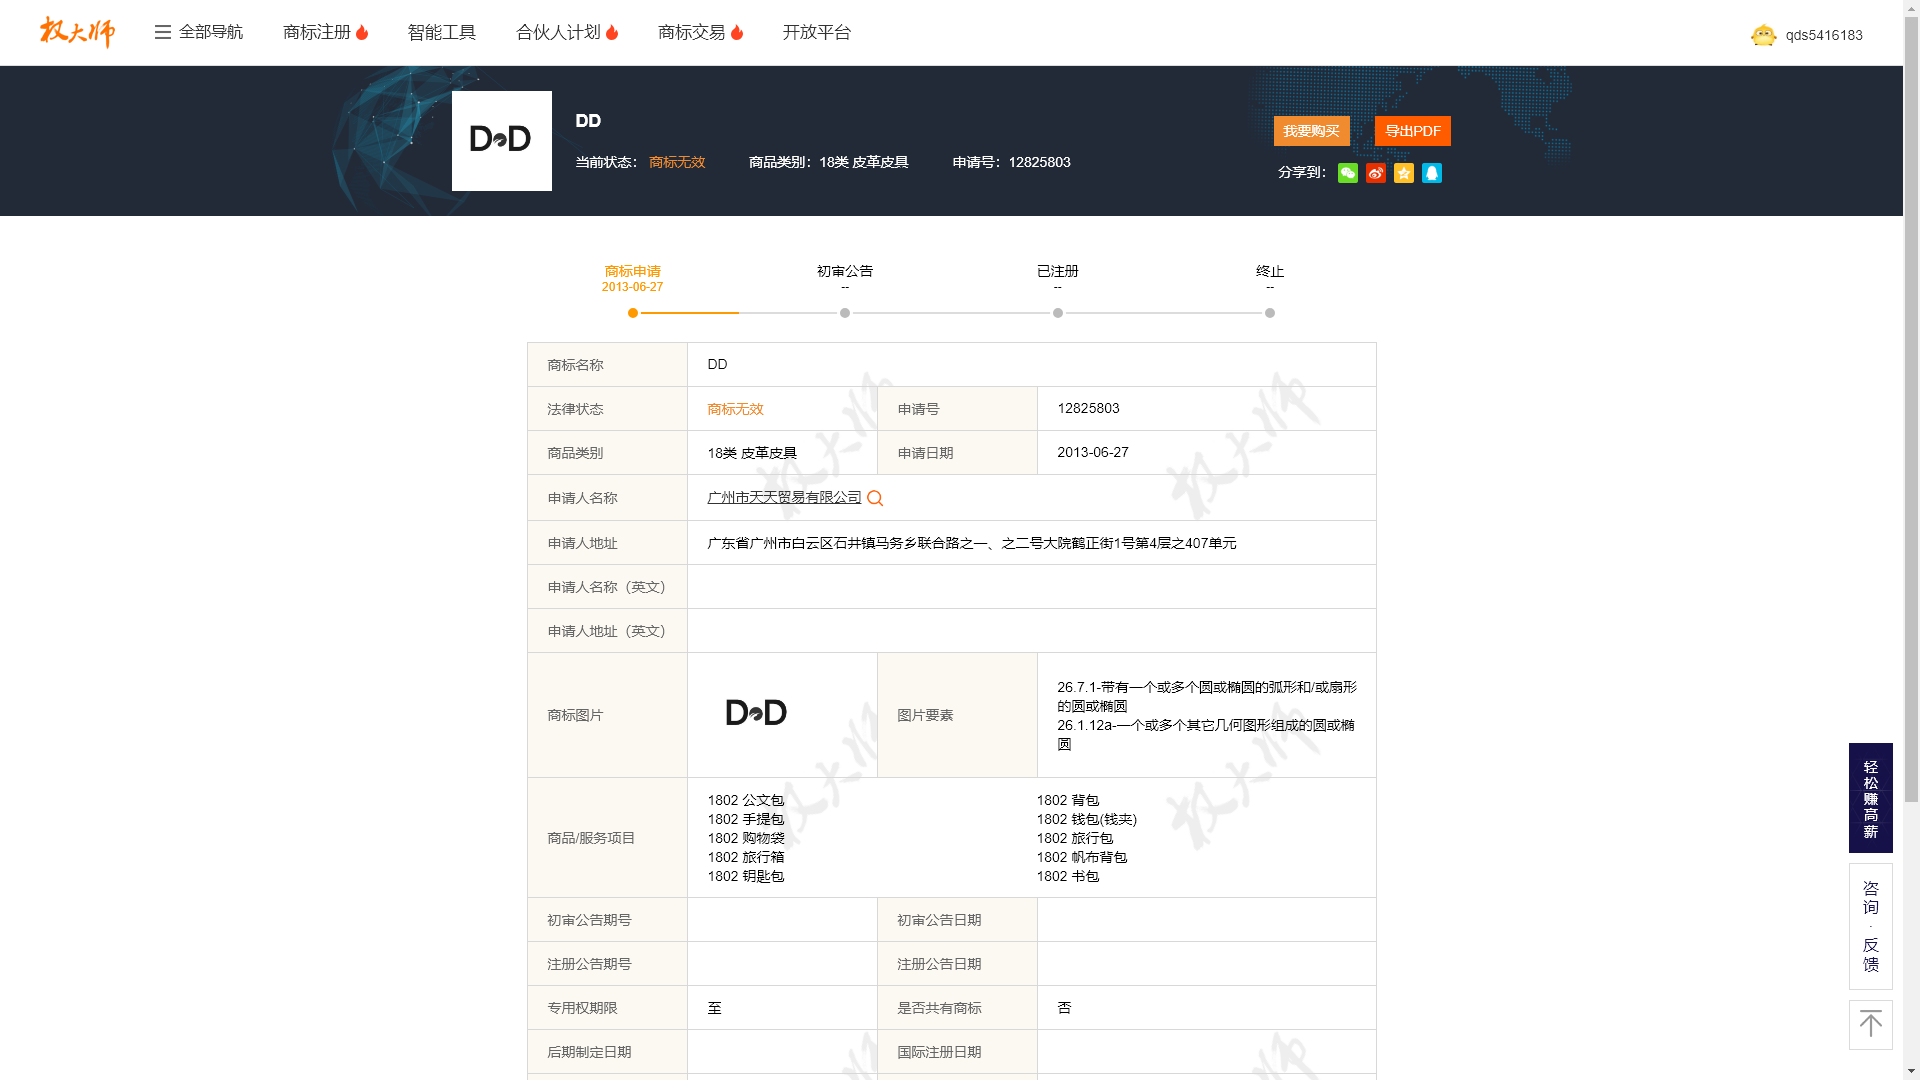 权大师
全部导航
商标注册
智能工具
合伙人计划
商标交易
开放平台
qds5416183
DD
DD
当前状态： 商标无效
商品类别：18类 皮革皮具
申请号：12825803
我要购买
导出PDF
分享到：
商标申请
2013-06-27
初审公告
--
已注册
--
终止
--
商标名称 DD
法律状态 商标无效 申请号 12825803
商品类别 18类 皮革皮具 申请日期 2013-06-27
申请人名称 广州市天天贸易有限公司
申请人地址 广东省广州市白云区石井镇马务乡联合路之一、之二号大院鹤正街1号第4层之407单元
申请人名称（英文）
申请人地址（英文）
商标图片 DD 图片要素
26.7.1-带有一个或多个圆或椭圆的弧形和/或扇形
的圆或椭圆
26.1.12a-一个或多个其它几何图形组成的圆或椭
圆
商品/服务项目
1802 公文包 1802 背包
1802 手提包 1802 钱包(钱夹)
1802 购物袋 1802 旅行包
1802 旅行箱 1802 帆布背包
1802 钥匙包 1802 书包
初审公告期号 初审公告日期
注册公告期号 注册公告日期
专用权期限 至 是否共有商标 否
后期制定日期 国际注册日期
轻松赚高薪
咨询·反馈
权大师
权大师
权大师
权大师